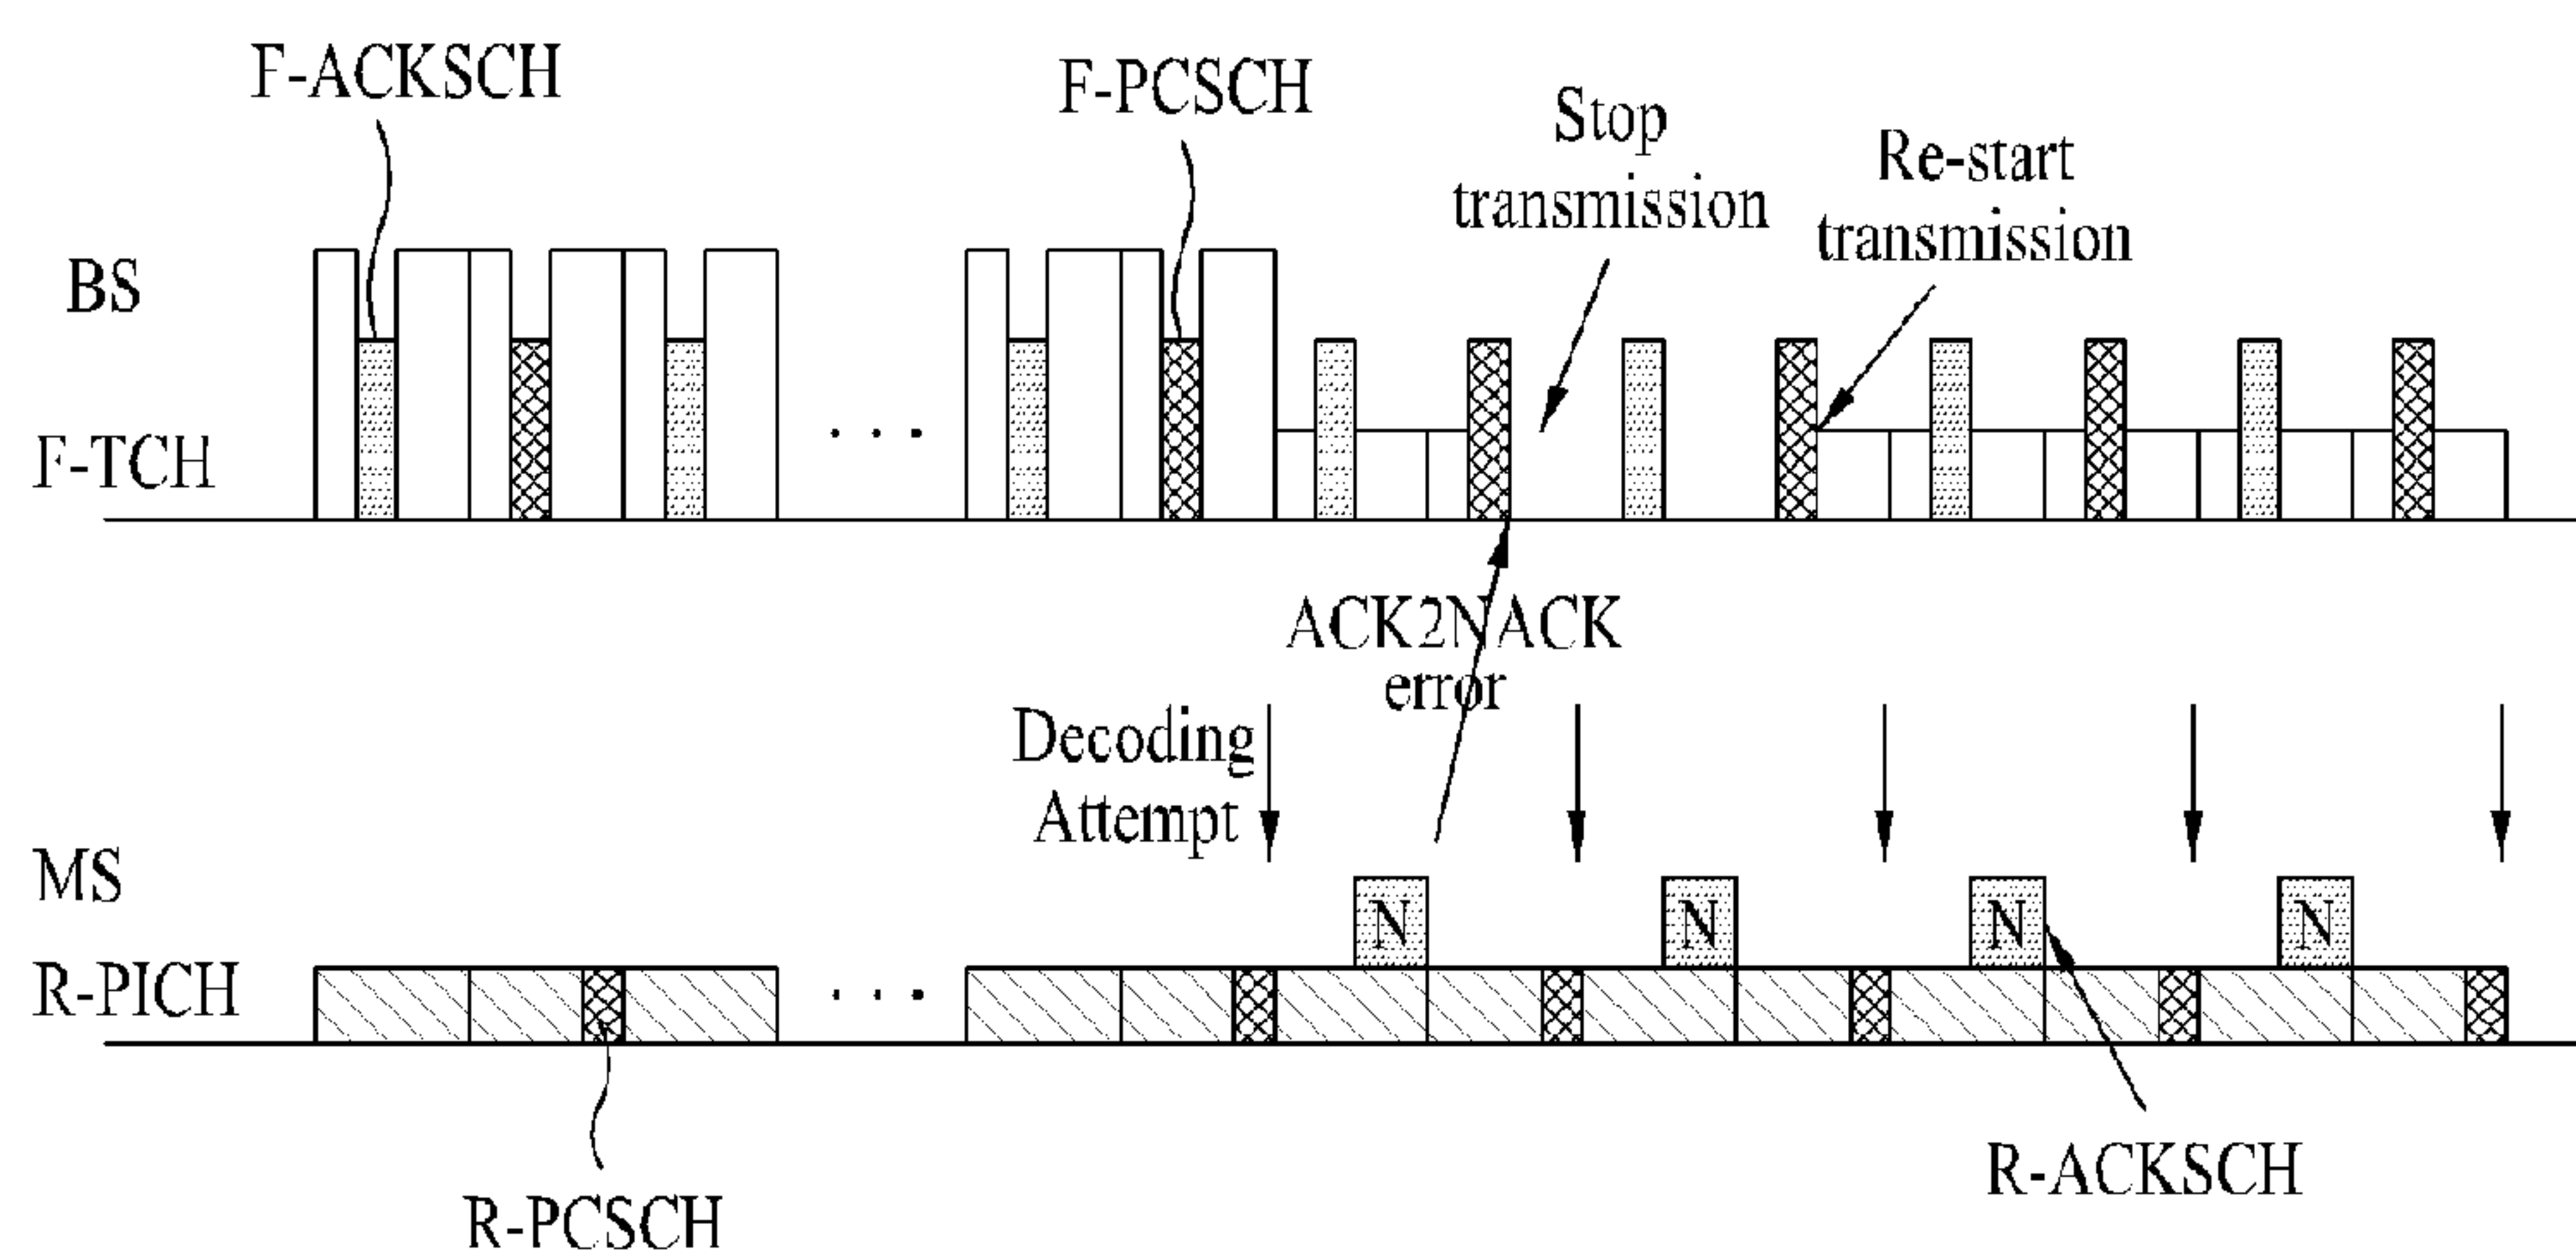 F-ACKSCH
F-PCSCH
Stop
transmission
Re-start
transmission
BS
F-TCH
ACK2NACK
error
Decoding
Attempt
MS
N N N N
R-PICH
R-ACKSCH
R-PCSCH